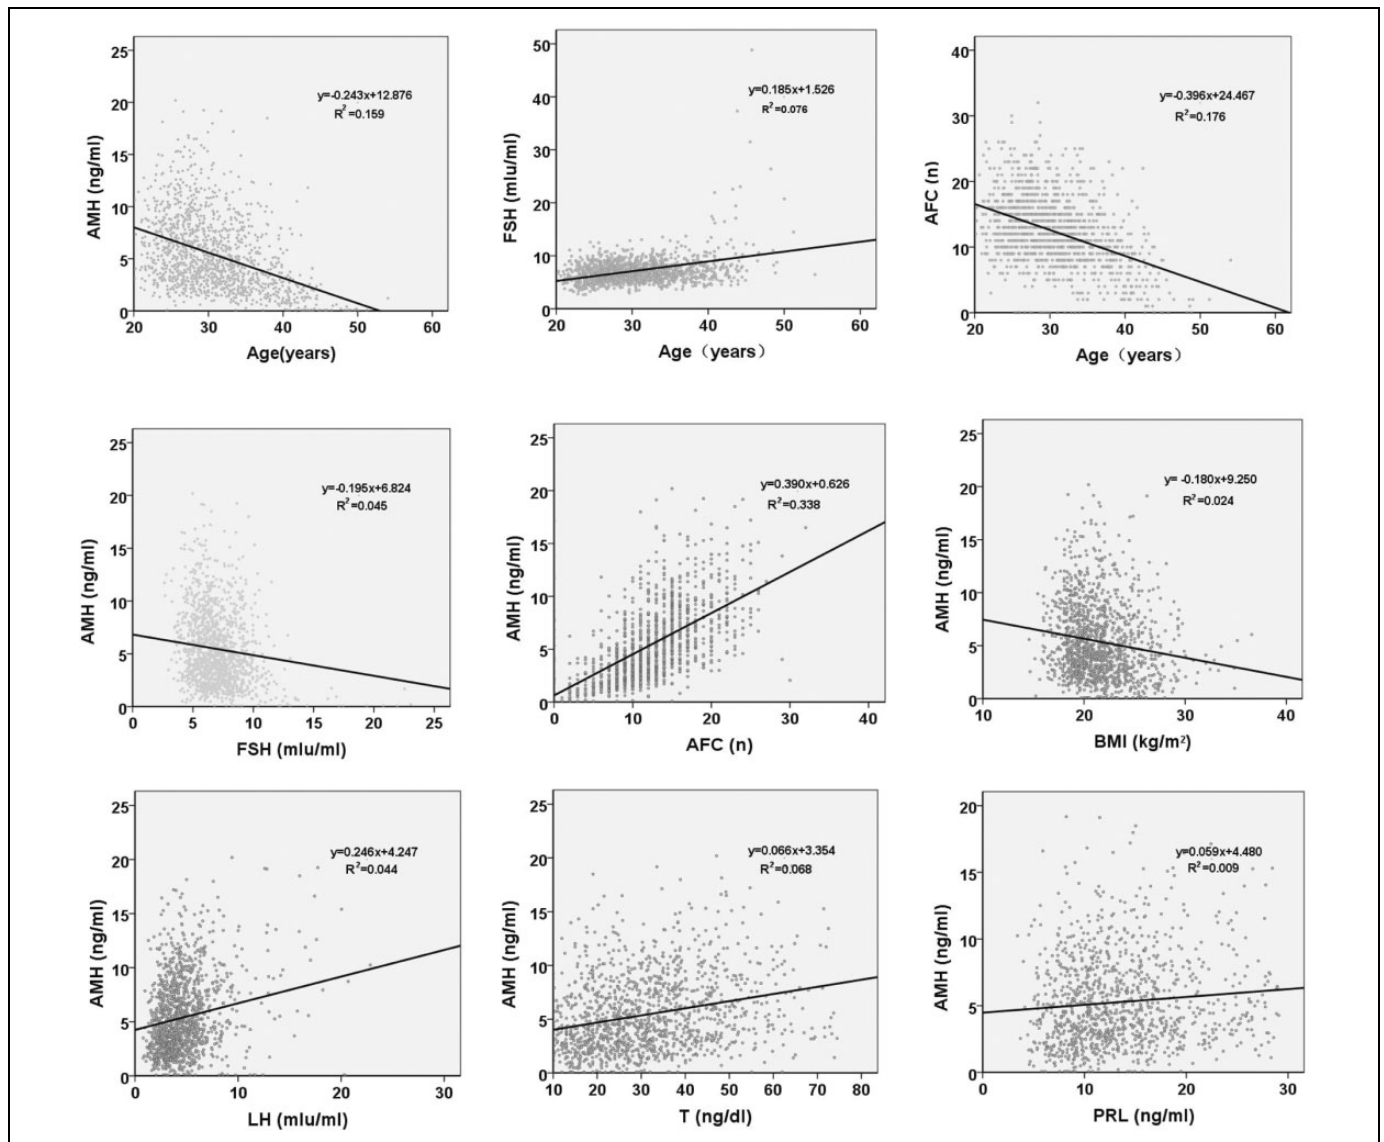 25
20
15
10
5
0
AMH (ng/ml)
y=-0.243x+12.876
R2=0.159
20 30 40 50 60
Age(years)
50
40
30
20
10
0
FSH (mlu/ml)
y=0.185x+1.526
R2=0.076
20 30 40 50 60
Age（years）
40
30
20
10
0
AFC (n)
y=-0.396x+24.467
R2=0.176
20 30 40 50 60
Age（years）
25
20
15
10
5
0
AMH (ng/ml)
y=-0.195x+6.824
R2=0.045
0 5 10 15 20 25
FSH (mlu/ml)
25
20
15
10
5
0
AMH (ng/ml)
y=0.390x+0.626
R2=0.338
0 10 20 30 40
AFC (n)
25
20
15
10
5
0
AMH (ng/ml)
y= -0.180x+9.250
R2=0.024
10 20 30 40
BMI (kg/m2)
25
20
15
10
5
0
AMH (ng/ml)
y=0.246x+4.247
R2=0.044
0 10 20 30
LH (mlu/ml)
25
20
15
10
5
0
AMH (ng/ml)
y=0.066x+3.354
R2=0.068
10 20 30 40 50 60 70 80
T (ng/dl)
20
15
10
5
0
AMH (ng/ml)
y=0.059x+4.480
R2=0.009
0 10 20 30
PRL (ng/ml)